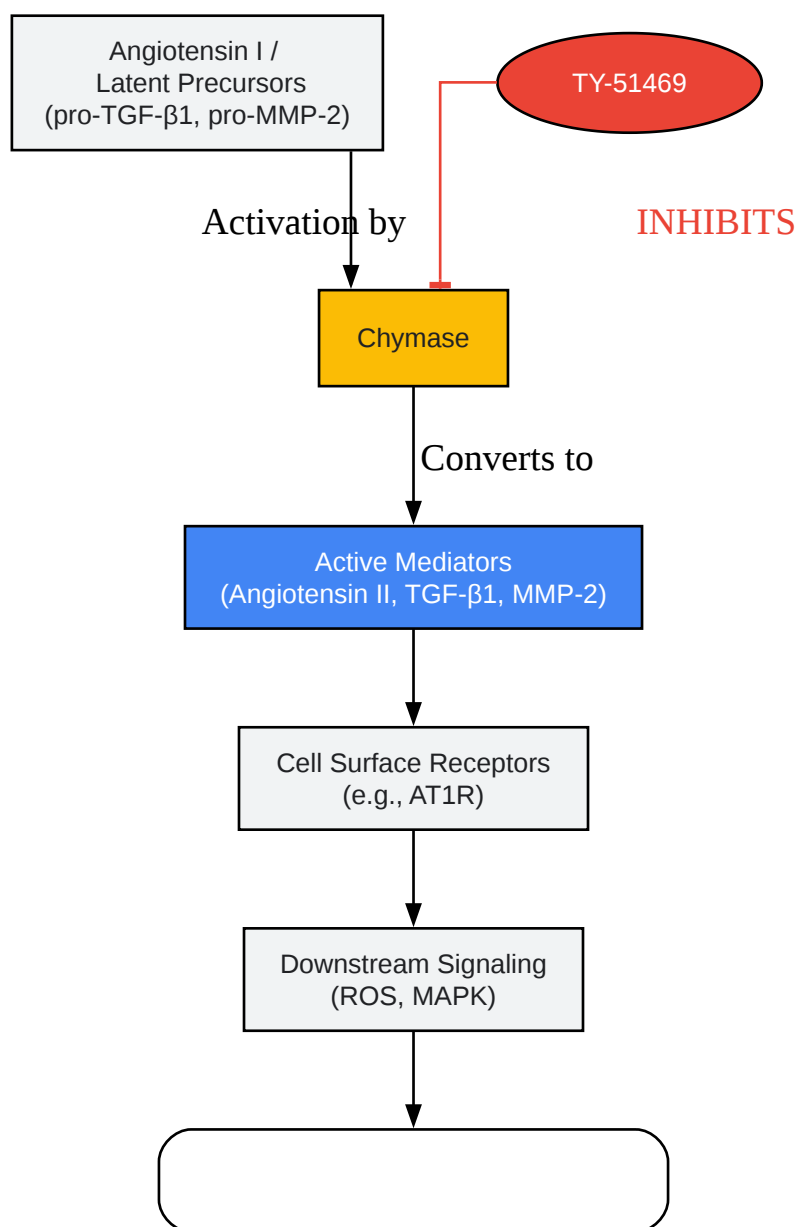 Angiotensin I /
Latent Precursors
(pro-TGF-β1, pro-MMP-2)
TY-51469
Activation by
INHIBITS
Chymase
Converts to
Active Mediators
(Angiotensin II, TGF-β1, MMP-2)
Cell Surface Receptors
(e.g., AT1R)
Downstream Signaling
(ROS, MAPK)